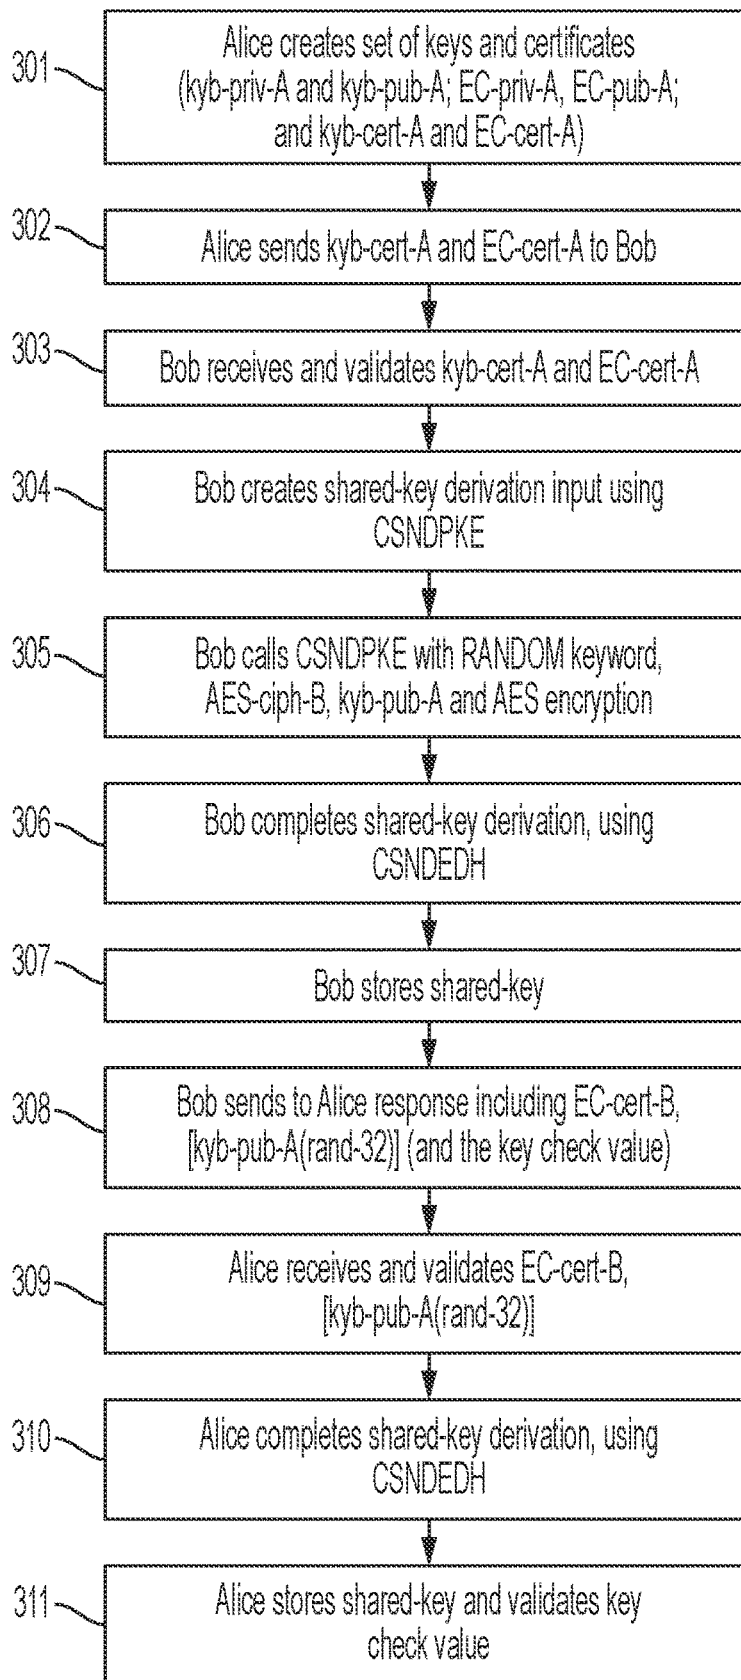 301
Alice creates set of keys and certificates
(kyb-priv-A and kyb-pub-A; EC-priv-A, EC-pub-A;
and kyb-cert-A and EC-cert-A)
302
Alice sends kyb-cert-A and EC-cert-A to Bob
303
Bob receives and validates kyb-cert-A and EC-cert-A
304
Bob creates shared-key derivation input using
CSNDPKE
305
Bob calls CSNDPKE with RANDOM keyword,
AES-ciph-B, kyb-pub-A and AES encryption
306
Bob completes shared-key derivation, using
CSNDEDH
307
Bob stores shared-key
308
Bob sends to Alice response including EC-cert-B,
[kyb-pub-A(rand-32)] (and the key check value)
309
Alice receives and validates EC-cert-B,
[kyb-pub-A(rand-32)]
310
Alice completes shared-key derivation, using
CSNDEDH
311
Alice stores shared-key and validates key
check value